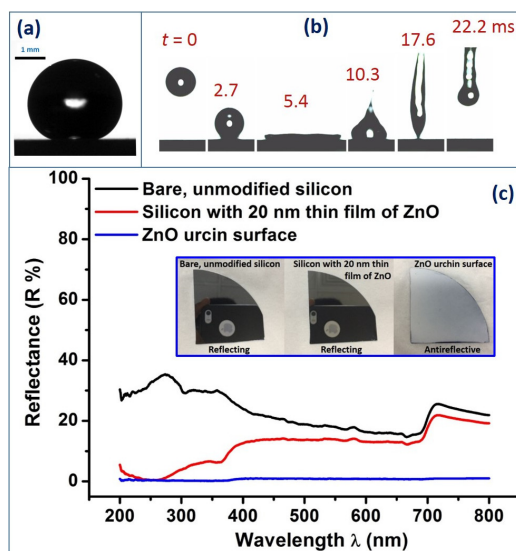 (a)
1 mm
(b)
t = 0
2.7
5.4
10.3
17.6
22.2 ms
(c)
Bare, unmodified silicon
Silicon with 20 nm thin film of ZnO
ZnO urcin surface
Bare, unmodified silicon
Reflecting
Silicon with 20 nm thin
film of ZnO
Reflecting
ZnO urchin surface
Antireflective
Reflectance (R %)
100
80
60
40
20
0
200 300 400 500 600 700 800
Wavelength λ (nm)